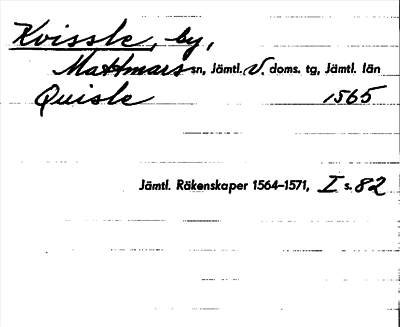 Kvissle, by,
Mattmars sn, Jämtl. V. doms. tg, Jämtl. län
Quisle 1565
Jämtl. Räkenskaper 1564–1571, I s. 82